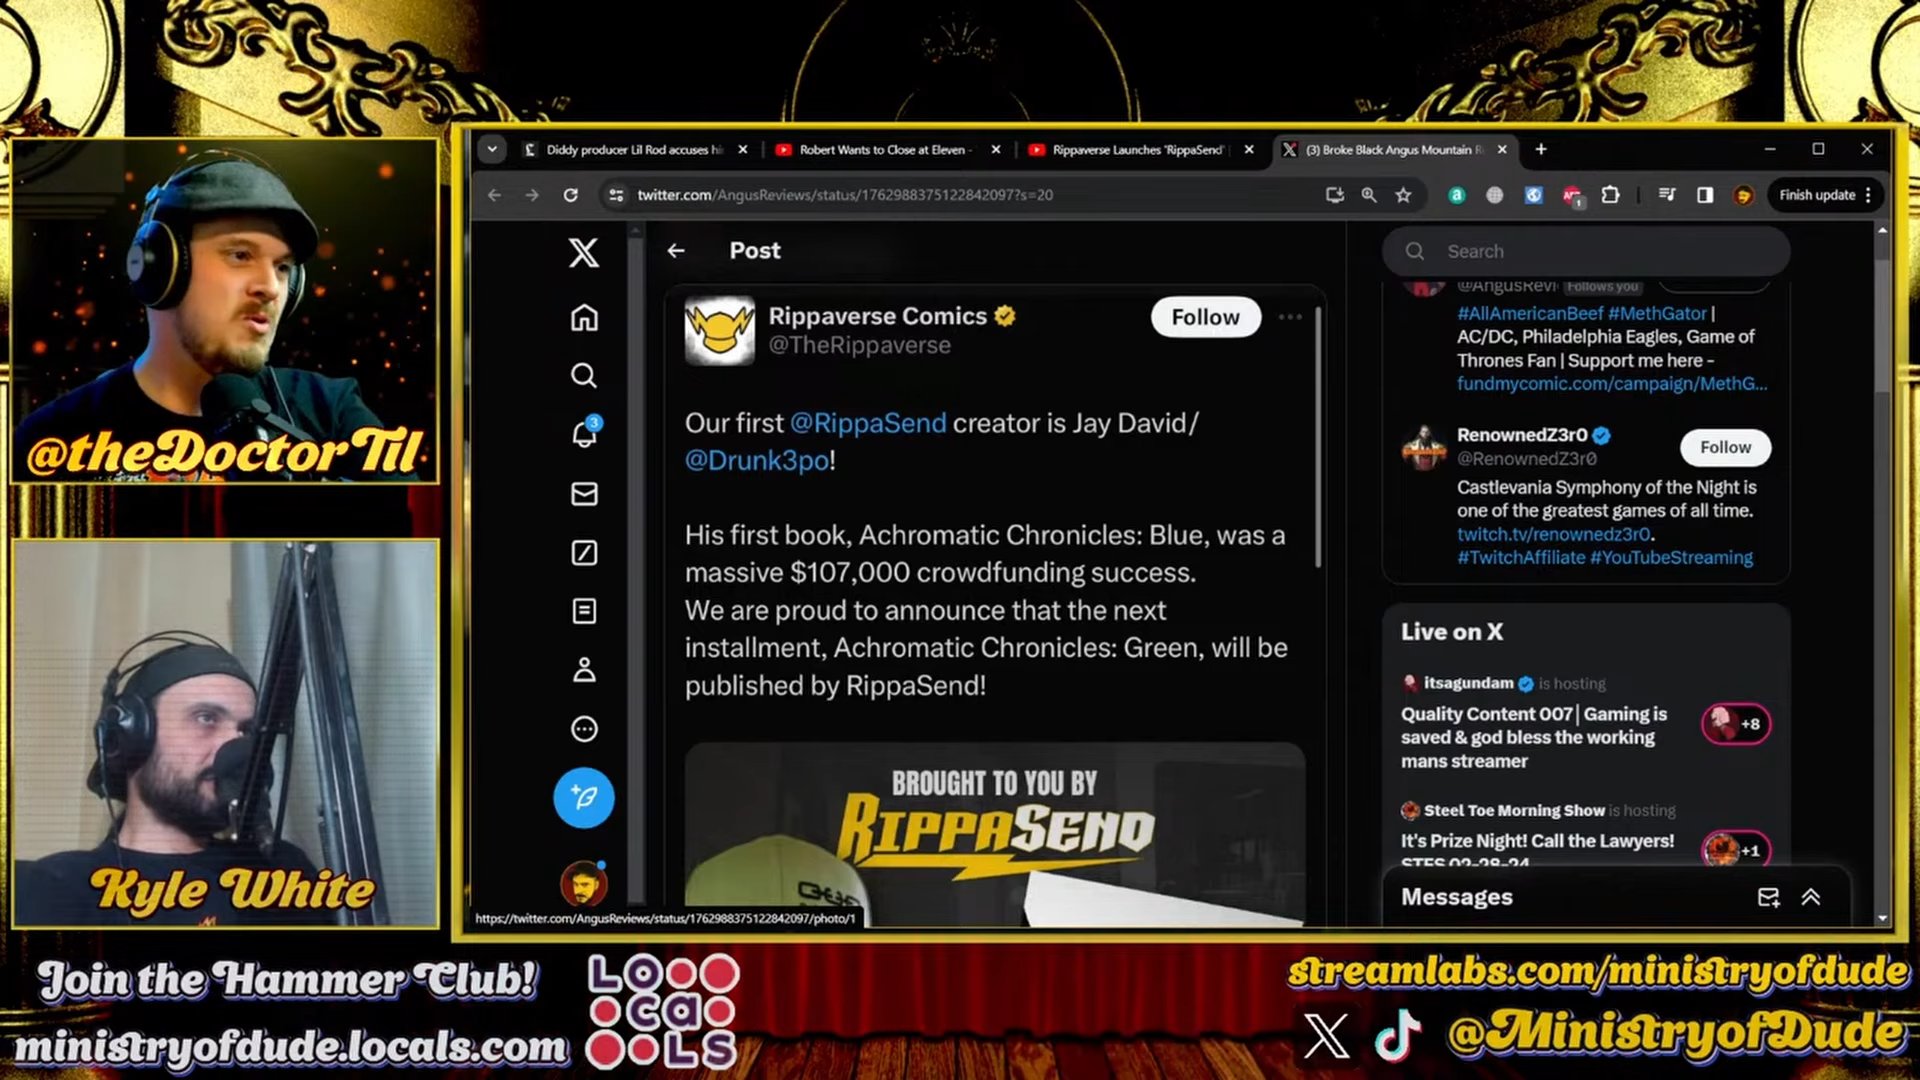 Diddy producer Lil Rod accuses hi
Robert Wants to Close at Eleven -
Rippaverse Launches 'RippaSend'
(3) Broke Black Angus Mountain R
twitter.com/AngusReviews/status/1762988375122842097?s=20
1
Finish update
Post
Search
Rippaverse Comics
@TheRippaverse
Follow
Our first @RippaSend creator is Jay David/
@Drunk3po!
His first book, Achromatic Chronicles: Blue, was a
massive $107,000 crowdfunding success.
We are proud to announce that the next
installment, Achromatic Chronicles: Green, will be
published by RippaSend!
BROUGHT TO YOU BY
RIPPASEND
3
@AngusRevi Follows you
#AllAmericanBeef #MethGator |
AC/DC, Philadelphia Eagles, Game of
Thrones Fan | Support me here -
fundmycomic.com/campaign/MethG...
RenownedZ3r0
@RenownedZ3r0
Follow
Castlevania Symphony of the Night is
one of the greatest games of all time.
twitch.tv/renownedz3r0.
#TwitchAffiliate #YouTubeStreaming
Live on X
itsagundam is hosting
Quality Content 007| Gaming is
saved & god bless the working
mans streamer
+8
Steel Toe Morning Show is hosting
It's Prize Night! Call the Lawyers!
STFS 02-28-24
+1
Messages
https://twitter.com/AngusReviews/status/1762988375122842097/photo/1
@theDoctorTil
Kyle White
Join the Hammer Club!
ministryofdude.locals.com
LOCALS
streamlabs.com/ministryofdude
@MinistryofDude